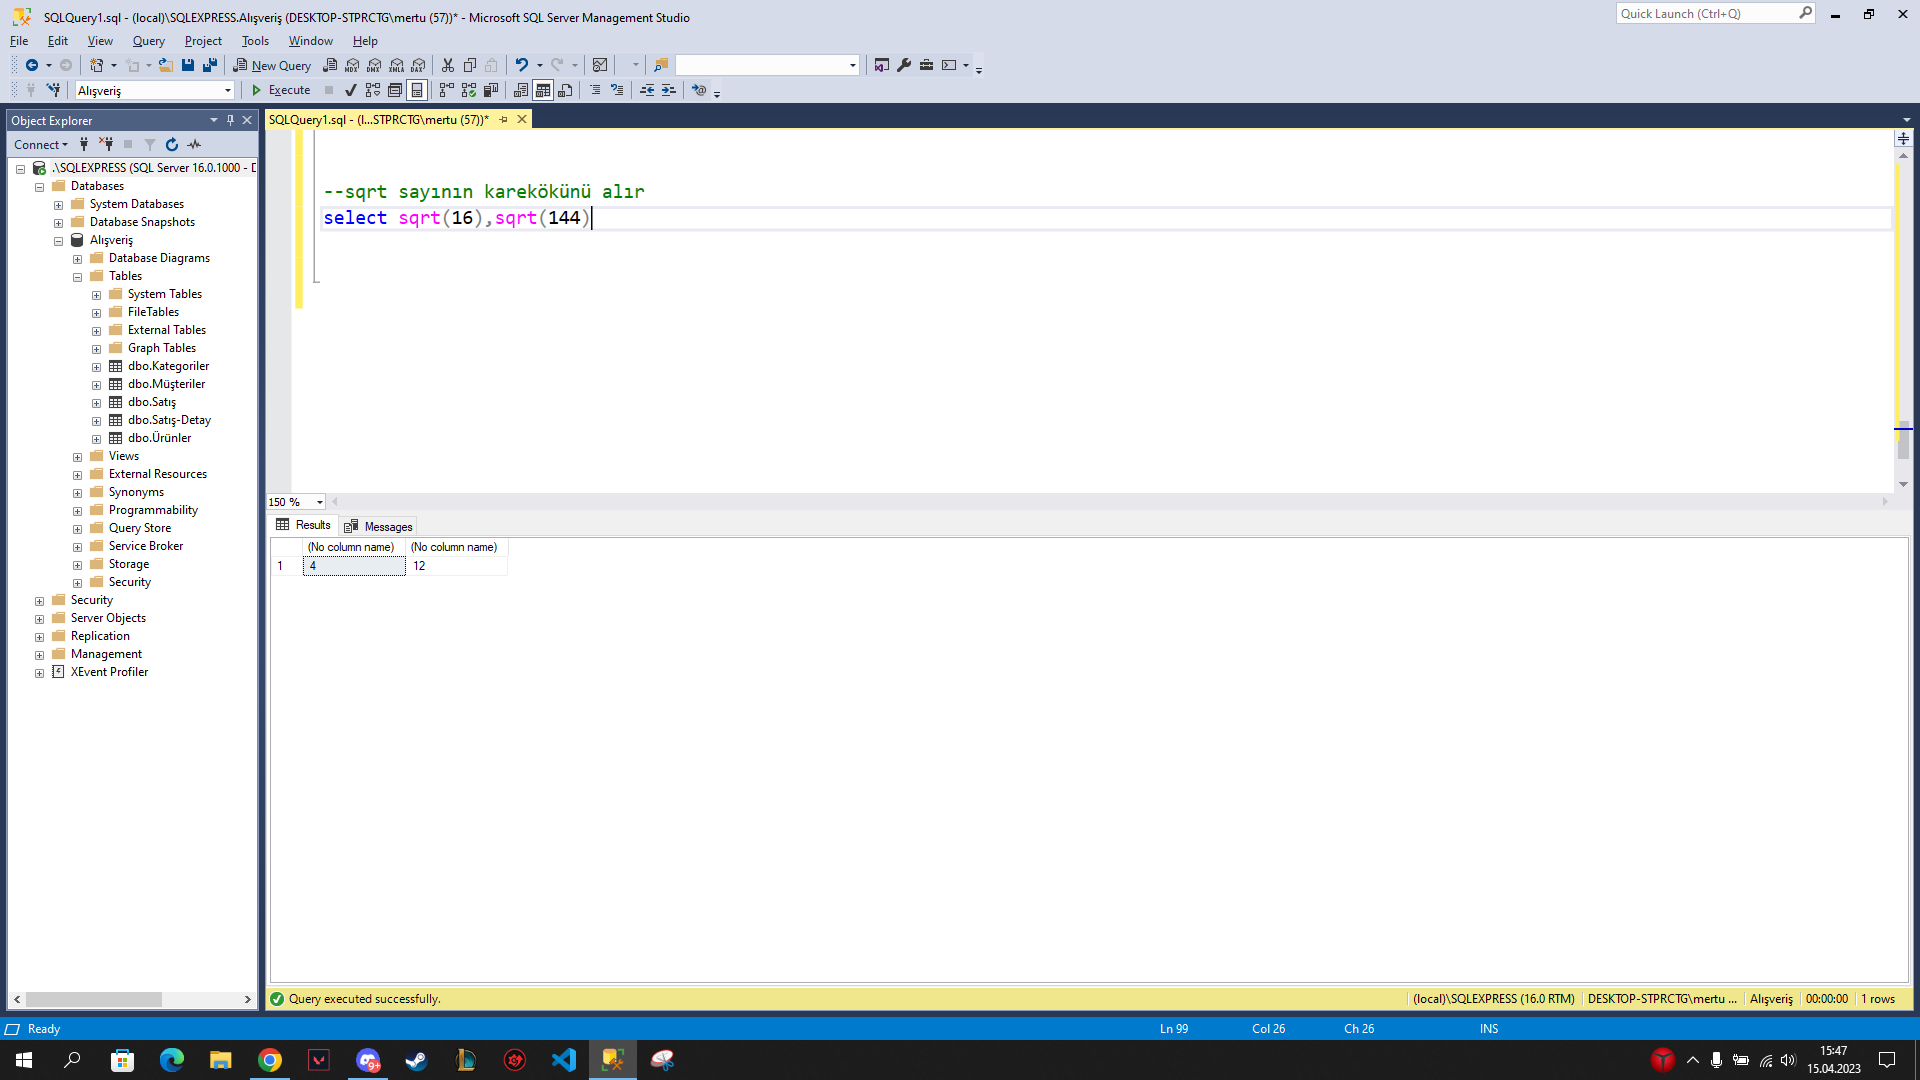 SQLQuery1.sql - (local)\SQLEXPRESS.Alışveriş (DESKTOP-STPRCTG\mertu (57))* - Microsoft SQL Server Management Studio
Quick Launch (Ctrl+Q)
File Edit View Query Project Tools Window Help
New Query MDX DMX XMLA DAX
Alışveriş Execute
Object Explorer
SQLQuery1.sql - (l...STPRCTG\mertu (57))*
Connect
.\SQLEXPRESS (SQL Server 16.0.1000 - D
Databases
System Databases
Database Snapshots
Alışveriş
Database Diagrams
Tables
System Tables
FileTables
External Tables
Graph Tables
dbo.Kategoriler
dbo.Müşteriler
dbo.Satış
dbo.Satış-Detay
dbo.Ürünler
Views
External Resources
Synonyms
Programmability
Query Store
Service Broker
Storage
Security
Security
Server Objects
Replication
Management
XEvent Profiler
--sqrt sayının karekökünü alır
select sqrt(16),sqrt(144)
150 %
Results Messages
(No column name) (No column name)
1 4 12
Query executed successfully.
(local)\SQLEXPRESS (16.0 RTM) DESKTOP-STPRCTG\mertu ... Alışveriş 00:00:00 1 rows
Ready Ln 99 Col 26 Ch 26 INS
9+
15:47
15.04.2023